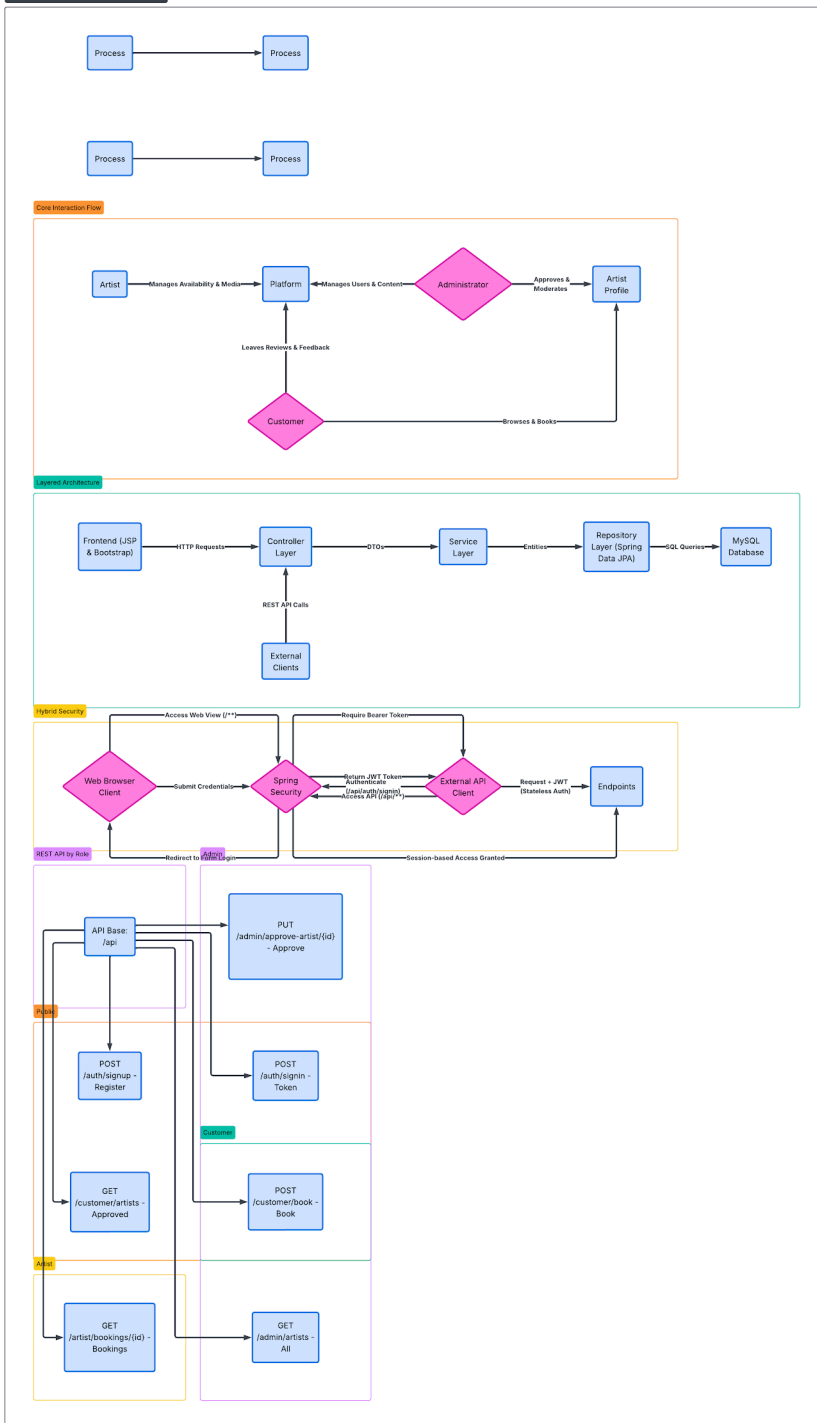 Process
Process
Process
Process
Core Interaction Flow
Artist
Manages Availability & Media
Platform
Manages Users & Content
Administrator
Approves &
Moderates
Artist
Profile
Leaves Reviews & Feedback
Customer
Browses & Books
Layered Architecture
Frontend (JSP
& Bootstrap)
HTTP Requests
Controller
Layer
DTOs
Service
Layer
Entities
Repository
Layer (Spring
Data JPA)
SQL Queries
MySQL
Database
REST API Calls
External
Clients
Hybrid Security
Access Web View (/**)
Require Bearer Token
Web Browser
Client
Submit Credentials
Spring
Security
Return JWT Token
Authenticate
(/api/auth/signin)
Access API (/api/**)
External API
Client
Request + JWT
(Stateless Auth)
Endpoints
Redirect to Form Login
Session-based Access Granted
REST API by Role
Admin
API Base:
/api
PUT
/admin/approve-artist/{id}
- Approve
Public
POST
/auth/signup -
Register
POST
/auth/signin -
Token
Customer
GET
/customer/artists -
Approved
POST
/customer/book -
Book
Artist
GET
/artist/bookings/{id} -
Bookings
GET
/admin/artists -
All